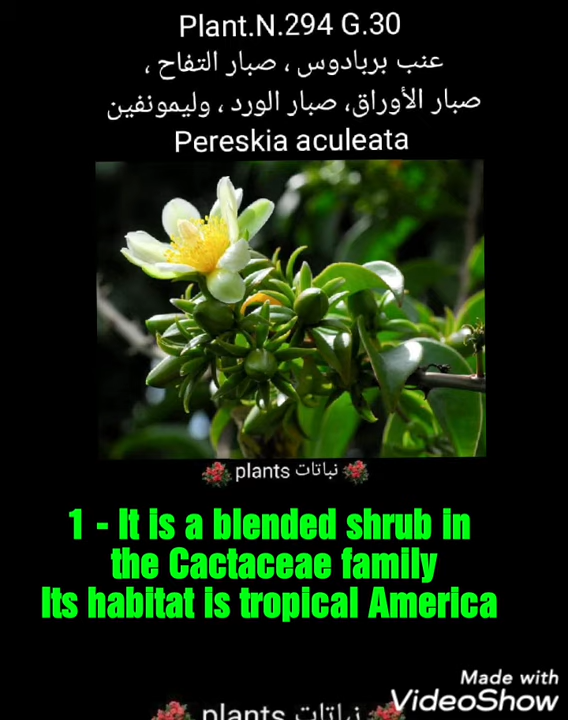 Plant.N.294 G.30
عنب بربادوس ، صبار التفاح ،
صبار الأوراق، صبار الورد ، وليمونفين
Pereskia aculeata
plants نباتات
1 - It is a blended shrub in
the Cactaceae family
Its habitat is tropical America
Made with
VideoShow
plants نباتات